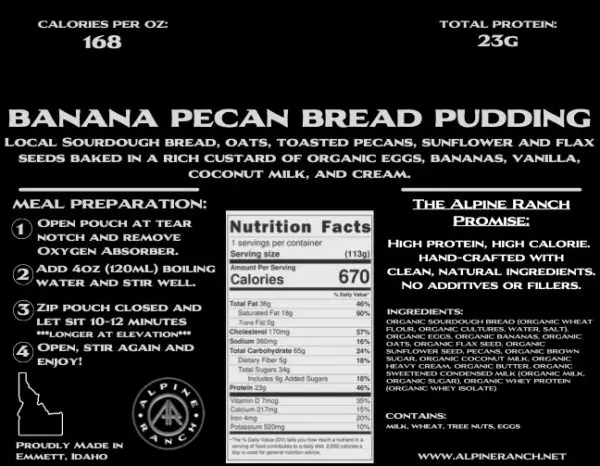 CALORIES PER OZ:
168
TOTAL PROTEIN:
23G
BANANA PECAN BREAD PUDDING
LOCAL SOURDOUGH BREAD, OATS, TOASTED PECANS, SUNFLOWER AND FLAX
SEEDS BAKED IN A RICH CUSTARD OF ORGANIC EGGS, BANANAS, VANILLA,
COCONUT MILK, AND CREAM.
MEAL PREPARATION:
1 OPEN POUCH AT TEAR
NOTCH AND REMOVE
OXYGEN ABSORBER.
2 ADD 4OZ (120ML) BOILING
WATER AND STIR WELL.
3 ZIP POUCH CLOSED AND
LET SIT 10-12 MINUTES
***LONGER AT ELEVATION***
4 OPEN, STIR AGAIN AND
ENJOY!
ALPINE
RANCH
PROUDLY MADE IN
EMMETT, IDAHO
Nutrition Facts
1 servings per container
Serving size (113g)
Amount Per Serving
Calories 670
% Daily Value*
Total Fat 36g 46%
Saturated Fat 18g 90%
Trans Fat 0g
Cholesterol 170mg 57%
Sodium 360mg 16%
Total Carbohydrate 65g 24%
Dietary Fiber 5g 18%
Total Sugars 34g
Includes 9g Added Sugars 18%
Protein 23g 46%
Vitamin D 7mcg 35%
Calcium 217mg 15%
Iron 4mg 20%
Potassium 520mg 10%
*The % Daily Value (DV) tells you how much a nutrient in a
serving of food contributes to a daily diet. 2,000 calories a
day is used for general nutrition advice.
THE ALPINE RANCH
PROMISE:
HIGH PROTEIN, HIGH CALORIE.
HAND-CRAFTED WITH
CLEAN, NATURAL INGREDIENTS.
NO ADDITIVES OR FILLERS.
INGREDIENTS:
ORGANIC SOURDOUGH BREAD (ORGANIC WHEAT
FLOUR, ORGANIC CULTURES, WATER, SALT),
ORGANIC EGGS, ORGANIC BANANAS, ORGANIC
OATS, ORGANIC FLAX SEED, ORGANIC
SUNFLOWER SEED, PECANS, ORGANIC BROWN
SUGAR, ORGANIC COCONUT MILK, ORGANIC
HEAVY CREAM, ORGANIC BUTTER, ORGANIC
SWEETENED CONDENSED MILK (ORGANIC MILK,
ORGANIC SUGAR), ORGANIC WHEY PROTEIN
(ORGANIC WHEY ISOLATE)
CONTAINS:
MILK, WHEAT, TREE NUTS, EGGS
WWW.ALPINERANCH.NET